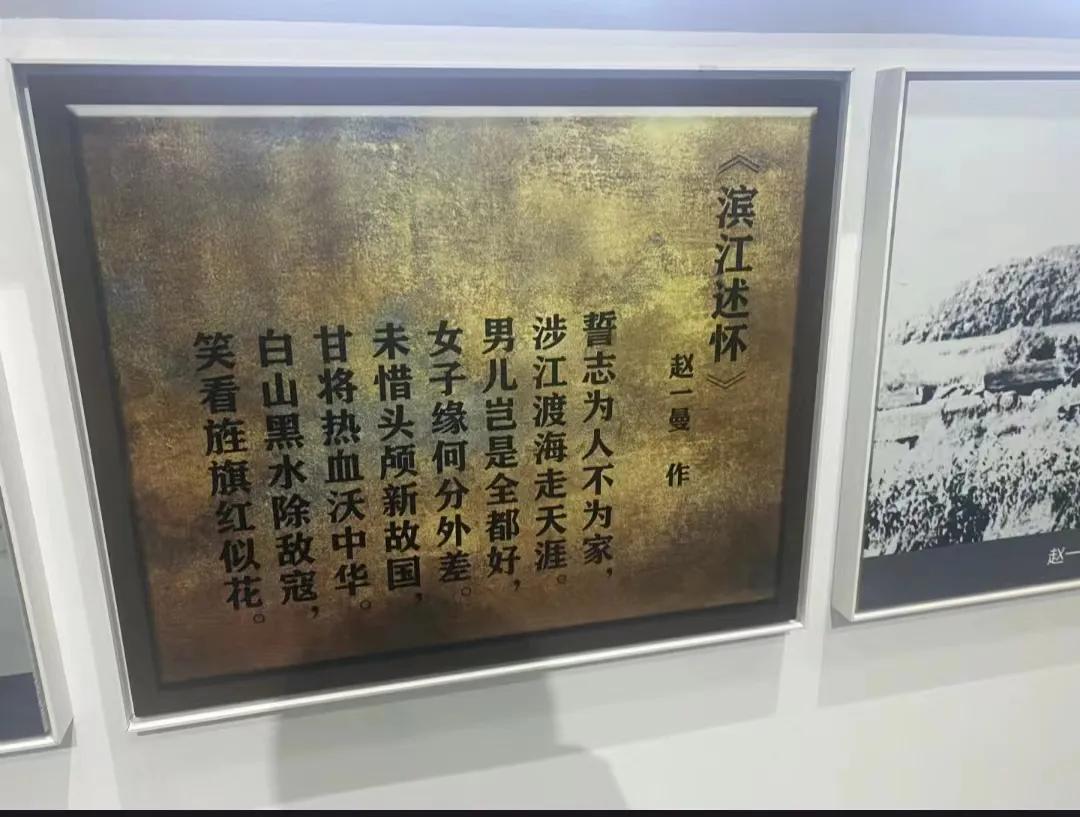 《滨江述怀》
赵一曼 作
誓志为人不为家，
涉江渡海走天涯。
男儿岂是全都好，
女子缘何分外差。
未惜头颅新故国，
甘将热血沃中华。
白山黑水除敌寇，
笑看旌旗红似花。
赵一